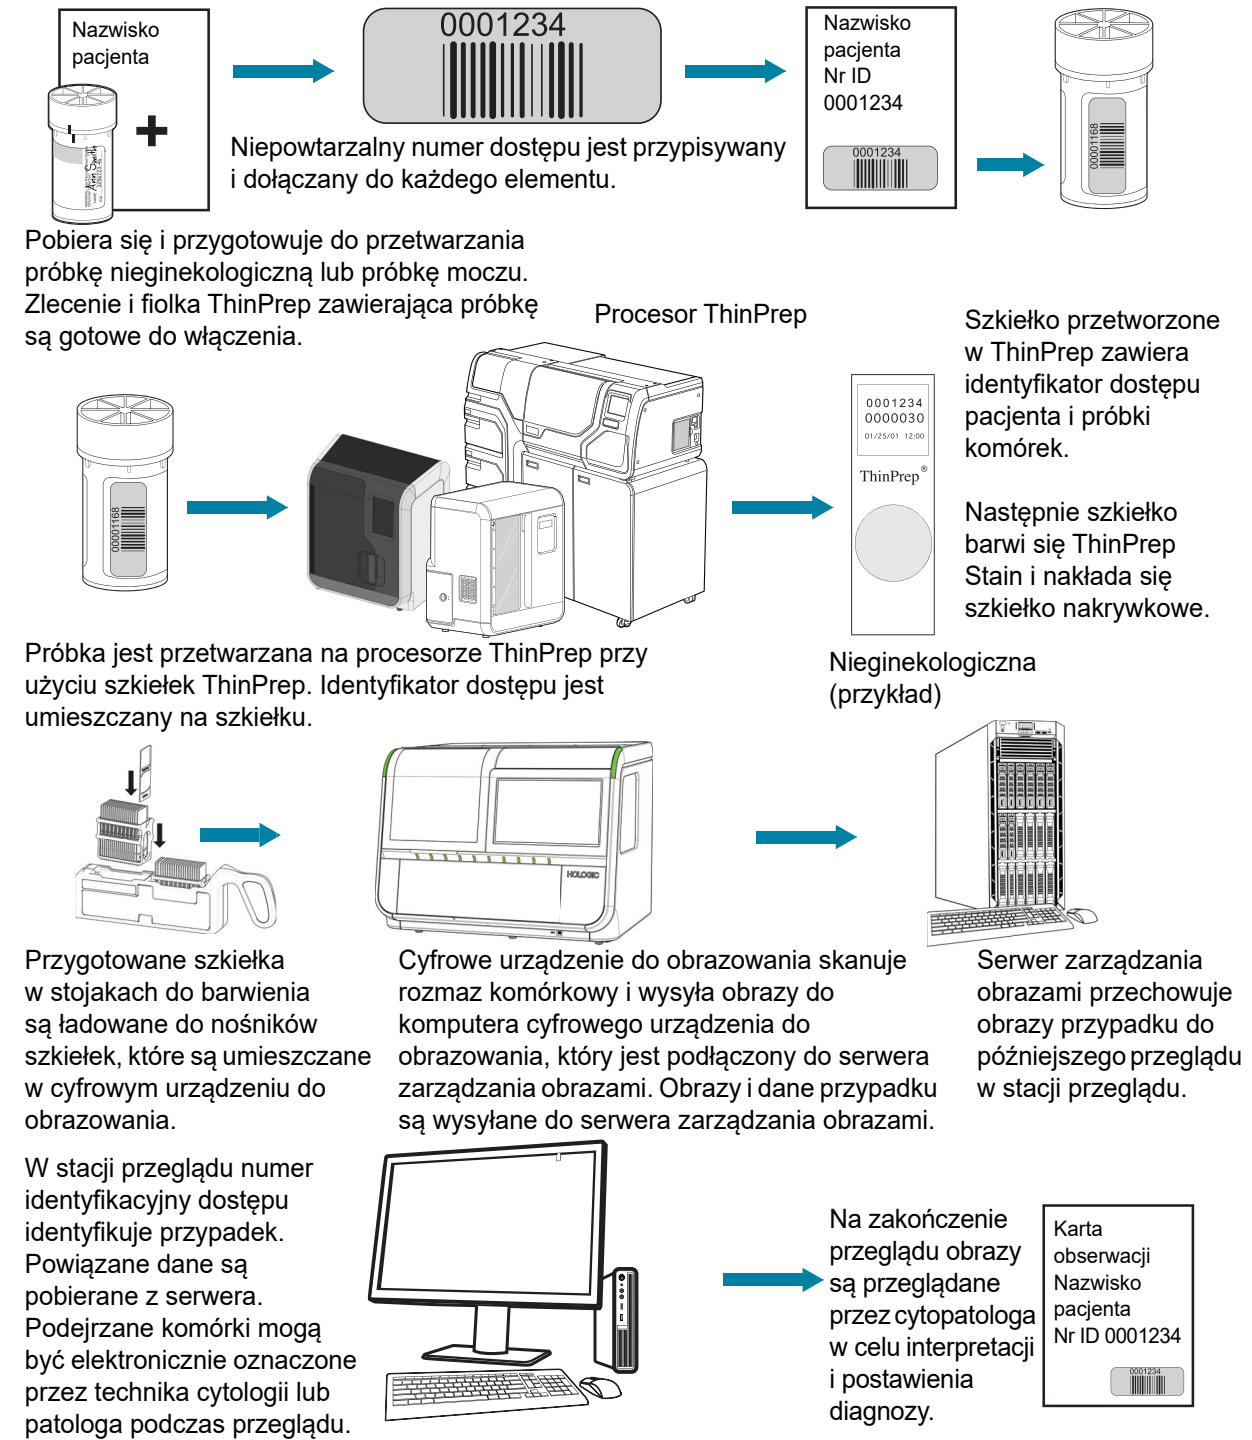 Nazwisko
pacjenta
Ann Smith
0001234
Niepowtarzalny numer dostępu jest przypisywany
i dołączany do każdego elementu.
Nazwisko
pacjenta
Nr ID
0001234
0001234
00001168
Pobiera się i przygotowuje do przetwarzania
próbkę nieginekologiczną lub próbkę moczu.
Zlecenie i fiolka ThinPrep zawierająca próbkę
są gotowe do włączenia.
Procesor ThinPrep
00001168
0001234
0000030
01/25/01 12:00
ThinPrep®
Szkiełko przetworzone
w ThinPrep zawiera
identyfikator dostępu
pacjenta i próbki
komórek.
Następnie szkiełko
barwi się ThinPrep
Stain i nakłada się
szkiełko nakrywkowe.
Próbka jest przetwarzana na procesorze ThinPrep przy
użyciu szkiełek ThinPrep. Identyfikator dostępu jest
umieszczany na szkiełku.
Nieginekologiczna
(przykład)
HOLOGIC
Przygotowane szkiełka
w stojakach do barwienia
są ładowane do nośników
szkiełek, które są umieszczane
w cyfrowym urządzeniu do
obrazowania.
Cyfrowe urządzenie do obrazowania skanuje
rozmaz komórkowy i wysyła obrazy do
komputera cyfrowego urządzenia do
obrazowania, który jest podłączony do serwera
zarządzania obrazami. Obrazy i dane przypadku
są wysyłane do serwera zarządzania obrazami.
Serwer zarządzania
obrazami przechowuje
obrazy przypadku do
późniejszego przeglądu
w stacji przeglądu.
W stacji przeglądu numer
identyfikacyjny dostępu
identyfikuje przypadek.
Powiązane dane są
pobierane z serwera.
Podejrzane komórki mogą
być elektronicznie oznaczone
przez technika cytologii lub
patologa podczas przeglądu.
Na zakończenie
przeglądu obrazy
są przeglądane
przez cytopatologa
w celu interpretacji
i postawienia
diagnozy.
Karta
obserwacji
Nazwisko
pacjenta
Nr ID 0001234
0001234